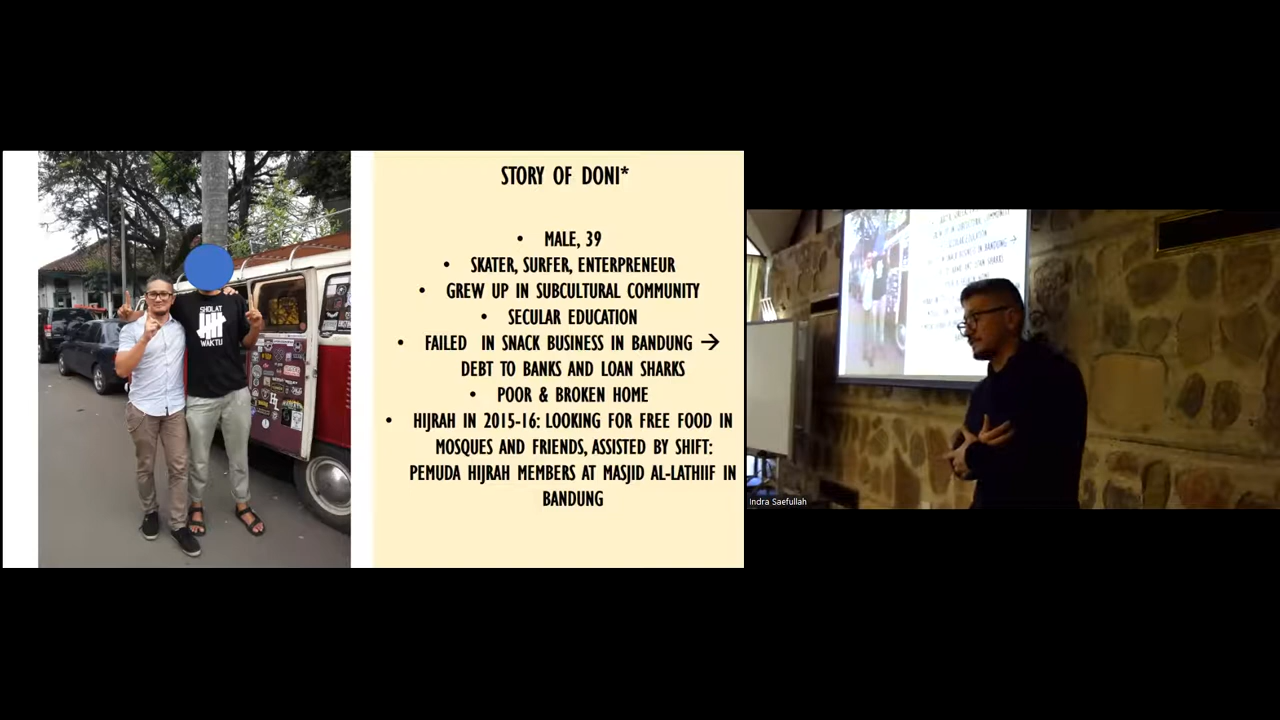 STORY OF DONI*
• MALE, 39
• SKATER, SURFER, ENTERPRENEUR
• GREW UP IN SUBCULTURAL COMMUNITY
• SECULAR EDUCATION
• FAILED IN SNACK BUSINESS IN BANDUNG →
DEBT TO BANKS AND LOAN SHARKS
• POOR & BROKEN HOME
• HIJRAH IN 2015-16: LOOKING FOR FREE FOOD IN
MOSQUES AND FRIENDS, ASSISTED BY SHIFT:
PEMUDA HIJRAH MEMBERS AT MASJID AL-LATHIIF IN
BANDUNG
SHOLAT
WAKTU
Indra Saefullah